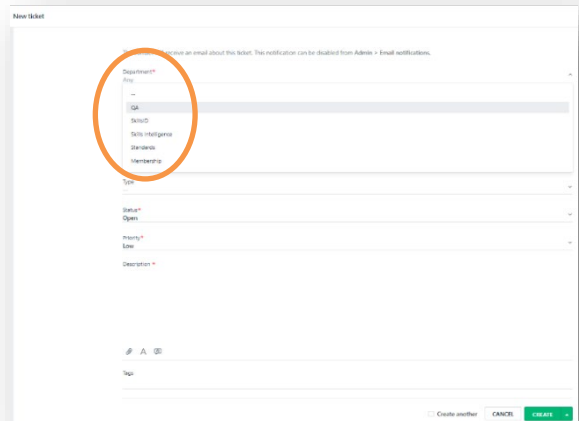 New ticket
receive an email about this ticket. This notification can be disabled from Admin > Email notifications.
Department*
--
QA
Skills Intelligence
Standards
Membership
Type
Status*
Open
Priority*
Low
Description *
A
Tags
Create another CANCEL CREATE